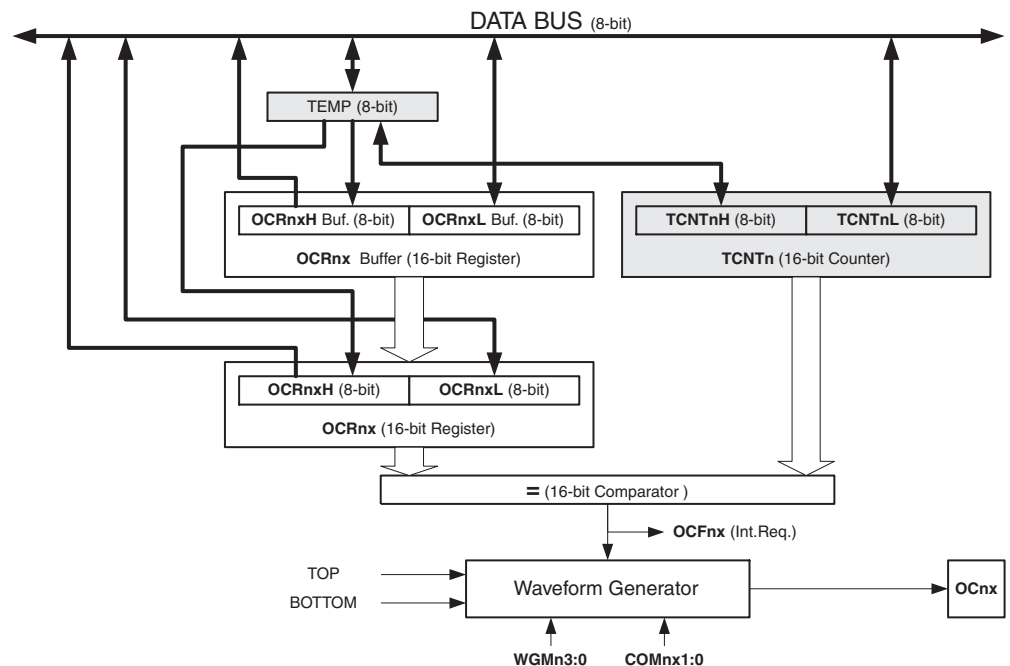 DATA BUS (8-bit)
TEMP (8-bit)
OCRnxH Buf. (8-bit) OCRnxL Buf. (8-bit)
OCRnx Buffer (16-bit Register)
TCNTnH (8-bit) TCNTnL (8-bit)
TCNTn (16-bit Counter)
OCRnxH (8-bit) OCRnxL (8-bit)
OCRnx (16-bit Register)
= (16-bit Comparator )
OCFnx (Int.Req.)
TOP
BOTTOM
Waveform Generator
OCnx
WGMn3:0 COMnx1:0